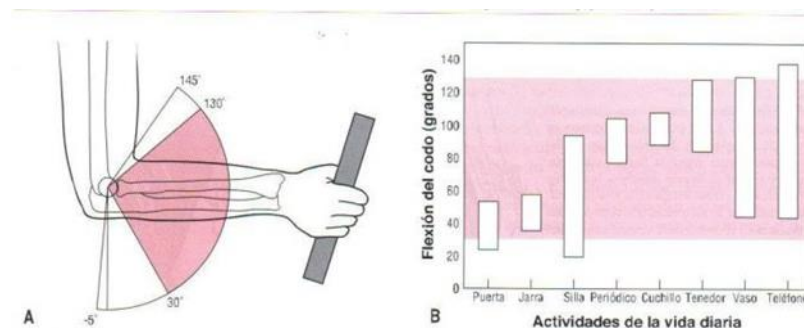 145°
130°
30°
-5°
A
Flexión del codo (grados)
140
120
100
80
60
40
20
0
Puerta Jarra Silla Periódico Cuchillo Tenedor Vaso Teléfono
B
Actividades de la vida diaria